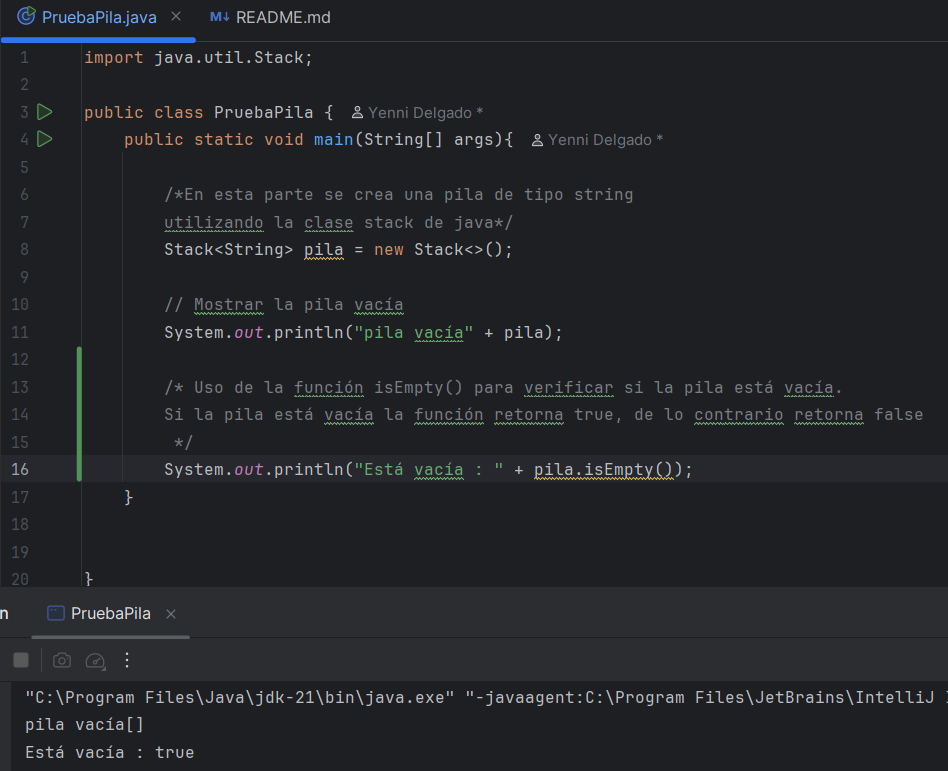 PruebaPila.java
README.md
1 import java.util.Stack;
2
3 public class PruebaPila { Yenni Delgado *
4 public static void main(String[] args){ Yenni Delgado *
5
6 /*En esta parte se crea una pila de tipo string
7 utilizando la clase stack de java*/
8 Stack<String> pila = new Stack<>();
9
10 // Mostrar la pila vacía
11 System.out.println("pila vacía" + pila);
12
13 /* Uso de la función isEmpty() para verificar si la pila está vacía.
14 Si la pila está vacía la función retorna true, de lo contrario retorna false
15 */
16 System.out.println("Está vacía : " + pila.isEmpty());
17 }
18
19
20 }
n PruebaPila
"C:\Program Files\Java\jdk-21\bin\java.exe" "-javaagent:C:\Program Files\JetBrains\IntelliJ
pila vacía[]
Está vacía : true